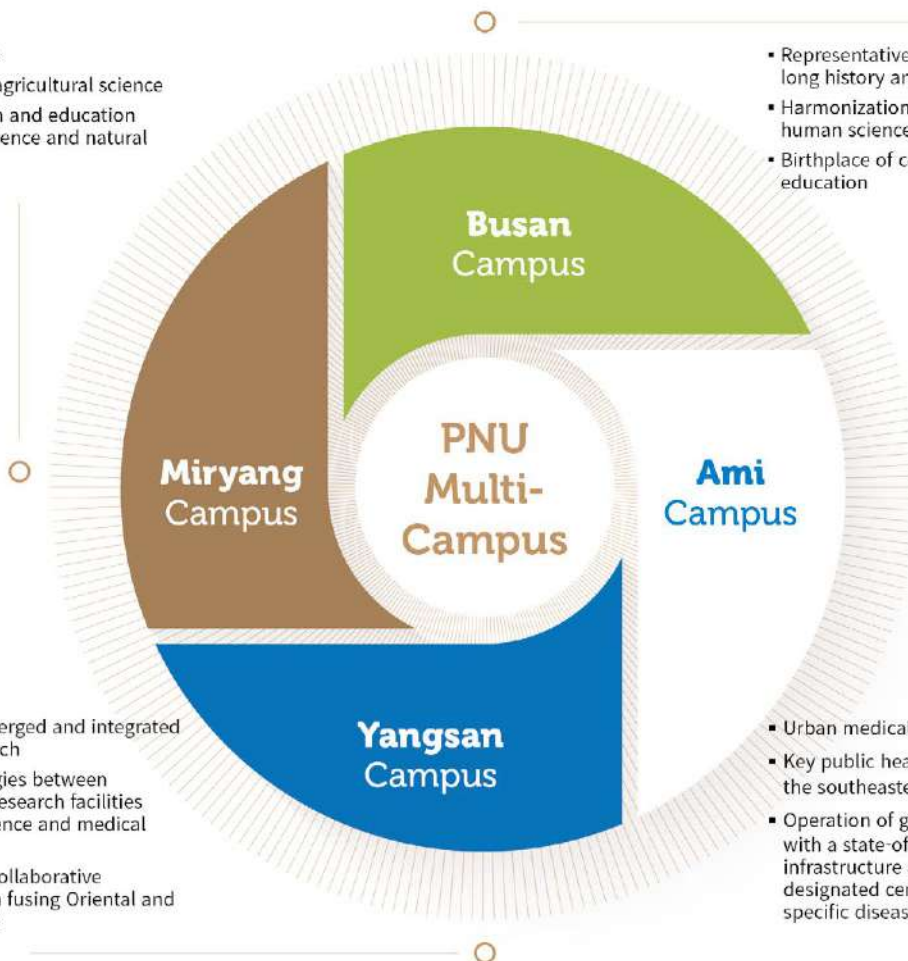 agricultural science
and education
ence and natural
▪ Representative
long history an
▪ Harmonization
human science
▪ Birthplace of c
education
Busan
Campus
Miryang
Campus
PNU
Multi-
Campus
Ami
Campus
Yangsan
Campus
erged and integrated
ch
gies between
esearch facilities
ence and medical
ollaborative
fusing Oriental and
▪ Urban medical
▪ Key public hea
the southeaste
▪ Operation of g
with a state-of
infrastructure
designated cen
specific diseas